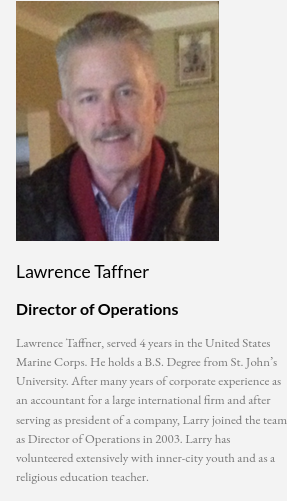 Lawrence Taffner
Director of Operations
Lawrence Taffner, served 4 years in the United States
Marine Corps. He holds a B.S. Degree from St. John's
University. After many years of corporate experience as
an accountant for a large international firm and after
serving as president of a company, Larry joined the team
as Director of Operations in 2003. Larry has
volunteered extensively with inner-city youth and as a
religious education teacher.